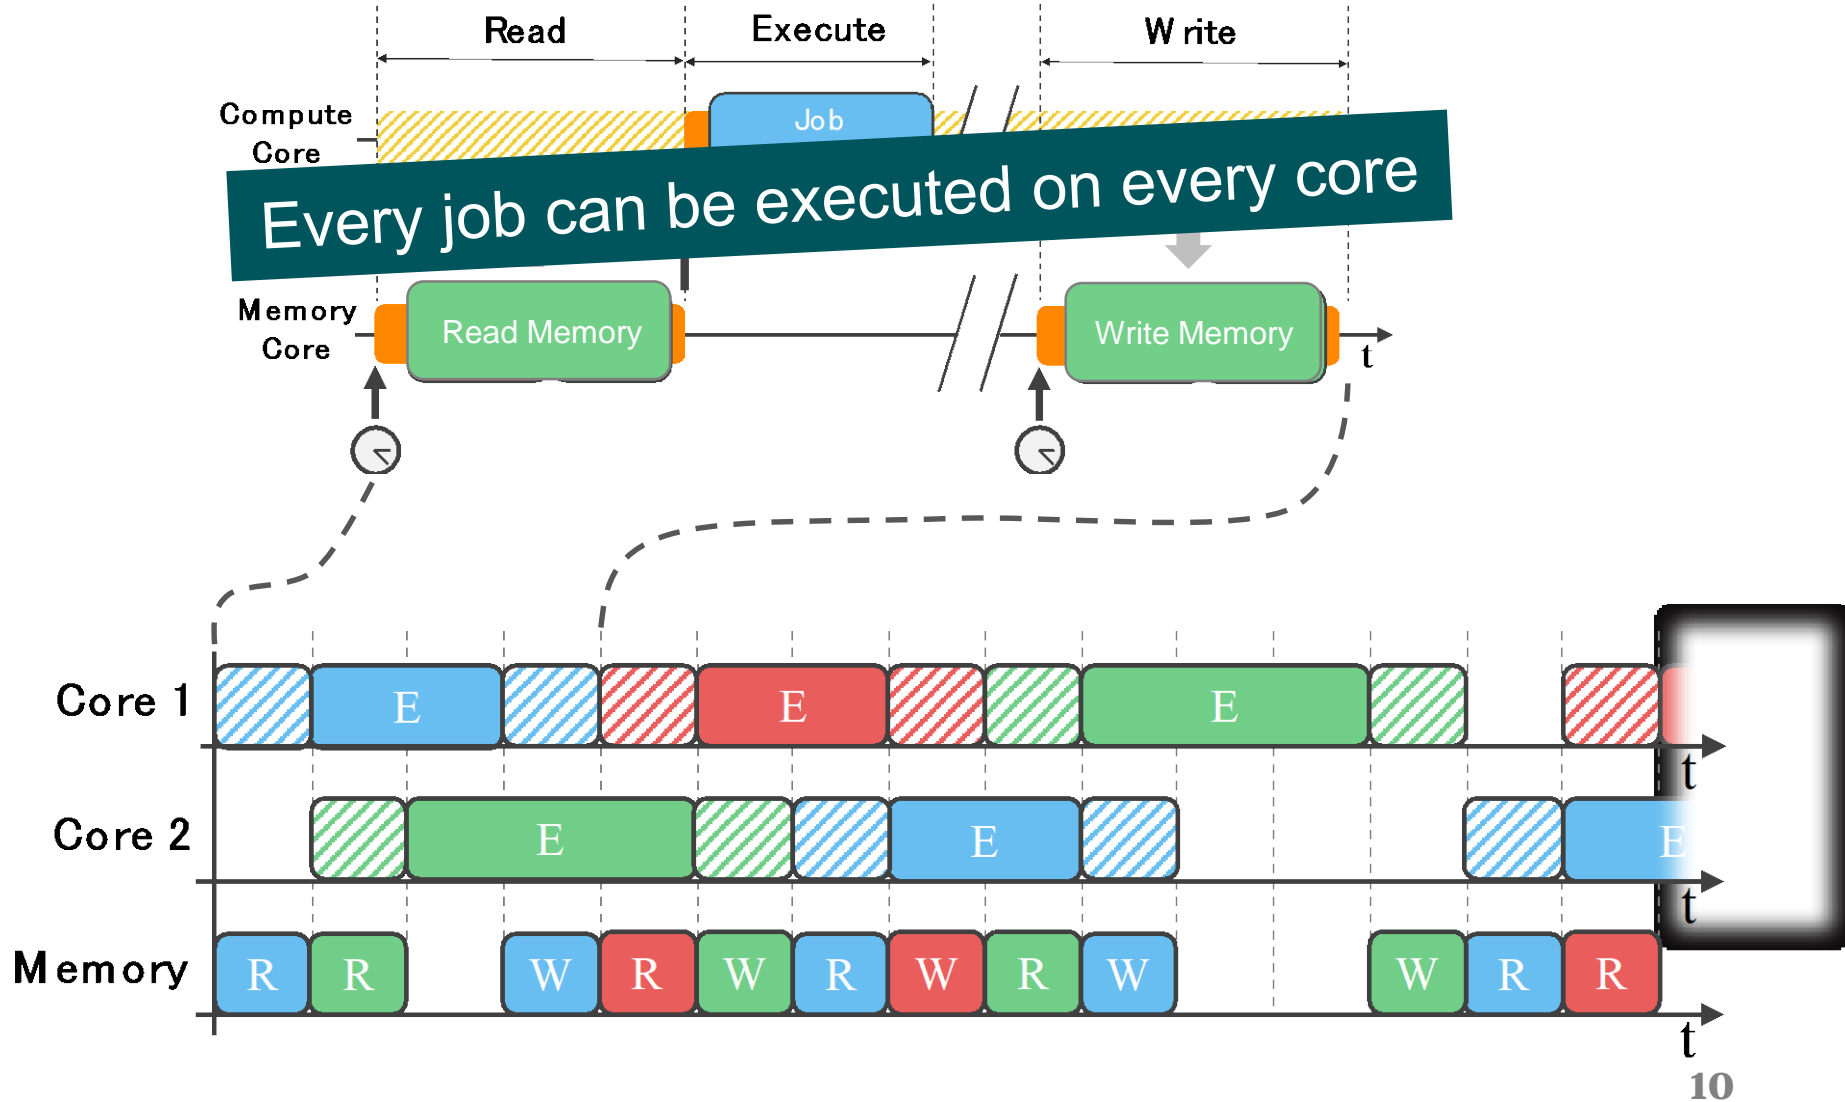 Read Execute Write
Compute
Core
Job
Every job can be executed on every core
Memory
Core
Read Memory
Write Memory
t
Core 1
E E E
t
Core 2
E E E
t
Memory
R R W R W R W R W W R R
t
10